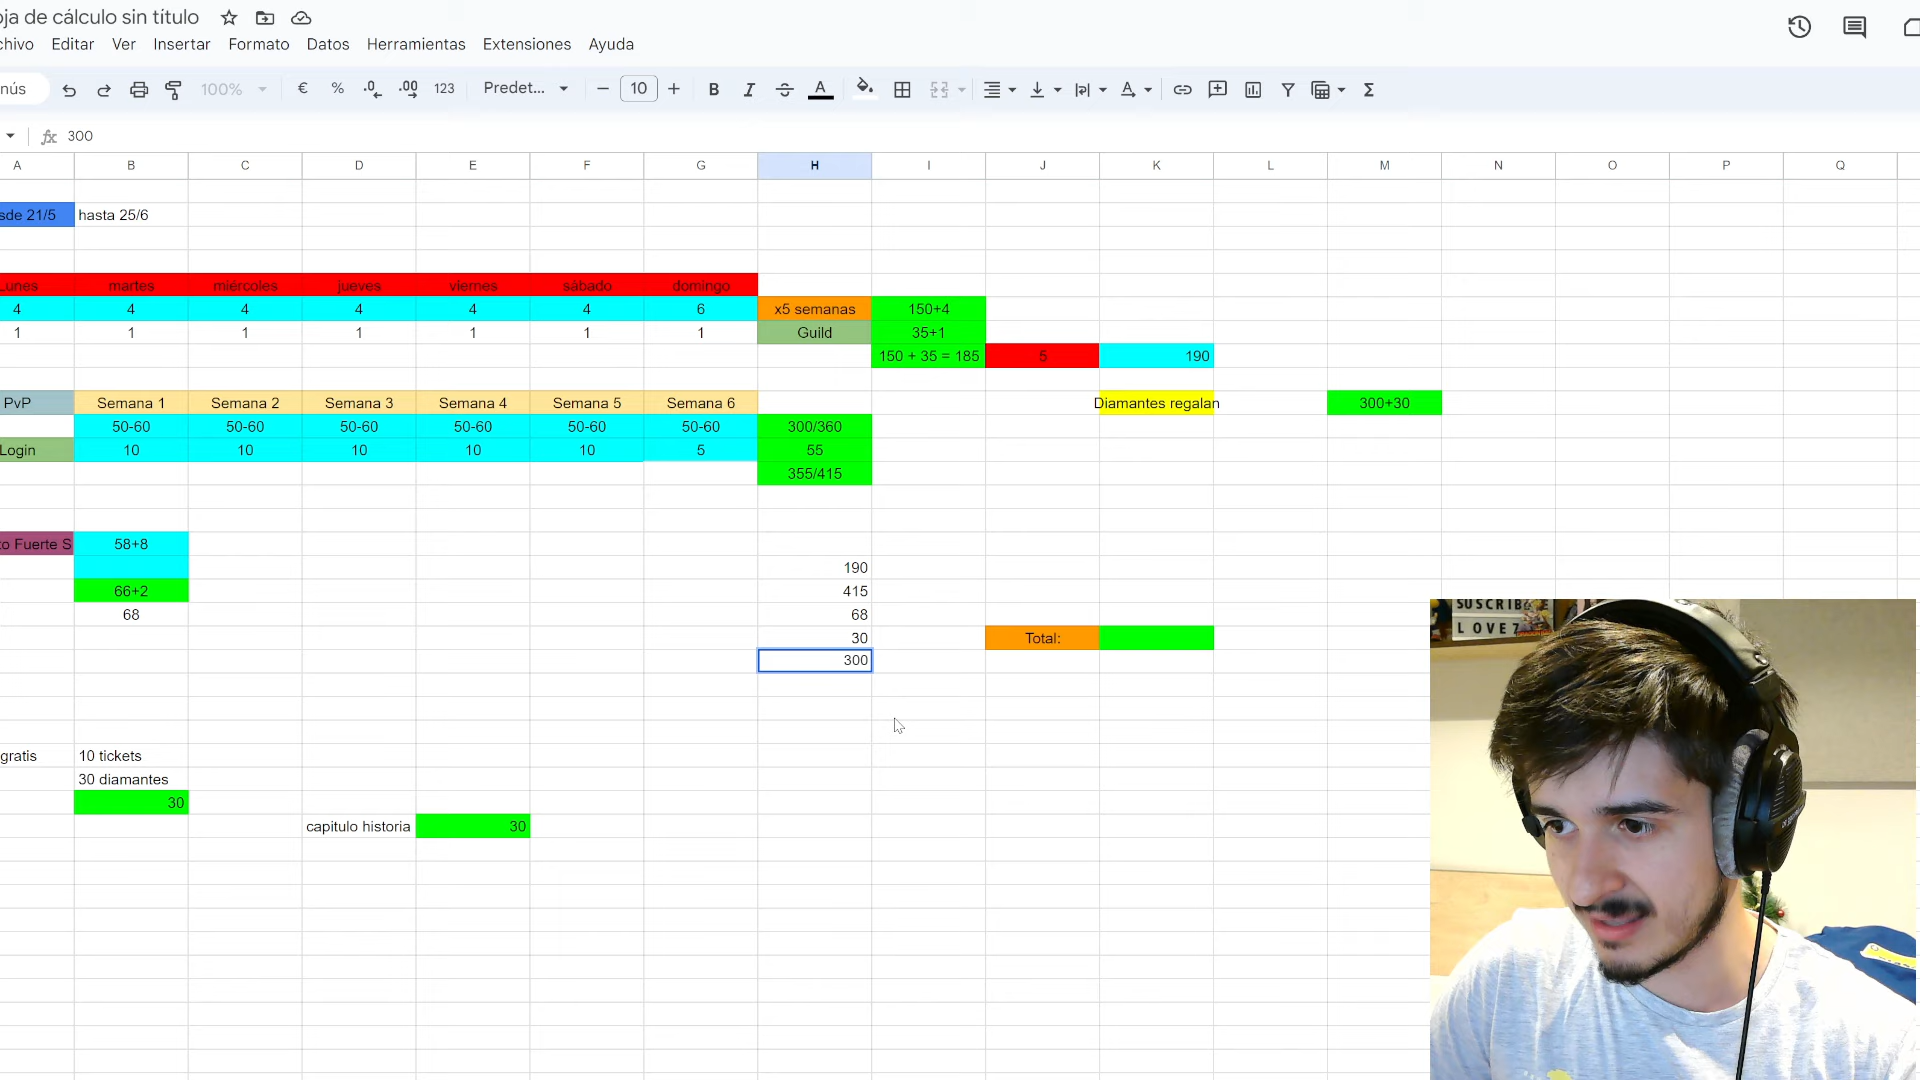 oja de cálculo sin título
chivo Editar Ver Insertar Formato Datos Herramientas Extensiones Ayuda
nús 100% € % .0 .00 123 Predet... 10 B I S A Σ
fx 300
A B C D E F G H I J K L M N O P Q
sde 21/5 hasta 25/6
Lunes martes miércoles jueves viernes sábado domingo
4 4 4 4 4 4 6 x5 semanas 150+4
1 1 1 1 1 1 1 Guild 35+1
150 + 35 = 185 5 190
PvP Semana 1 Semana 2 Semana 3 Semana 4 Semana 5 Semana 6 Diamantes regalan 300+30
50-60 50-60 50-60 50-60 50-60 50-60 300/360
Login 10 10 10 10 10 5 55
355/415
to Fuerte S 58+8
190
66+2 415
68 68
30 Total:
300
gratis 10 tickets
30 diamantes
30
capitulo historia 30
SUSCRIBE
LOVE7